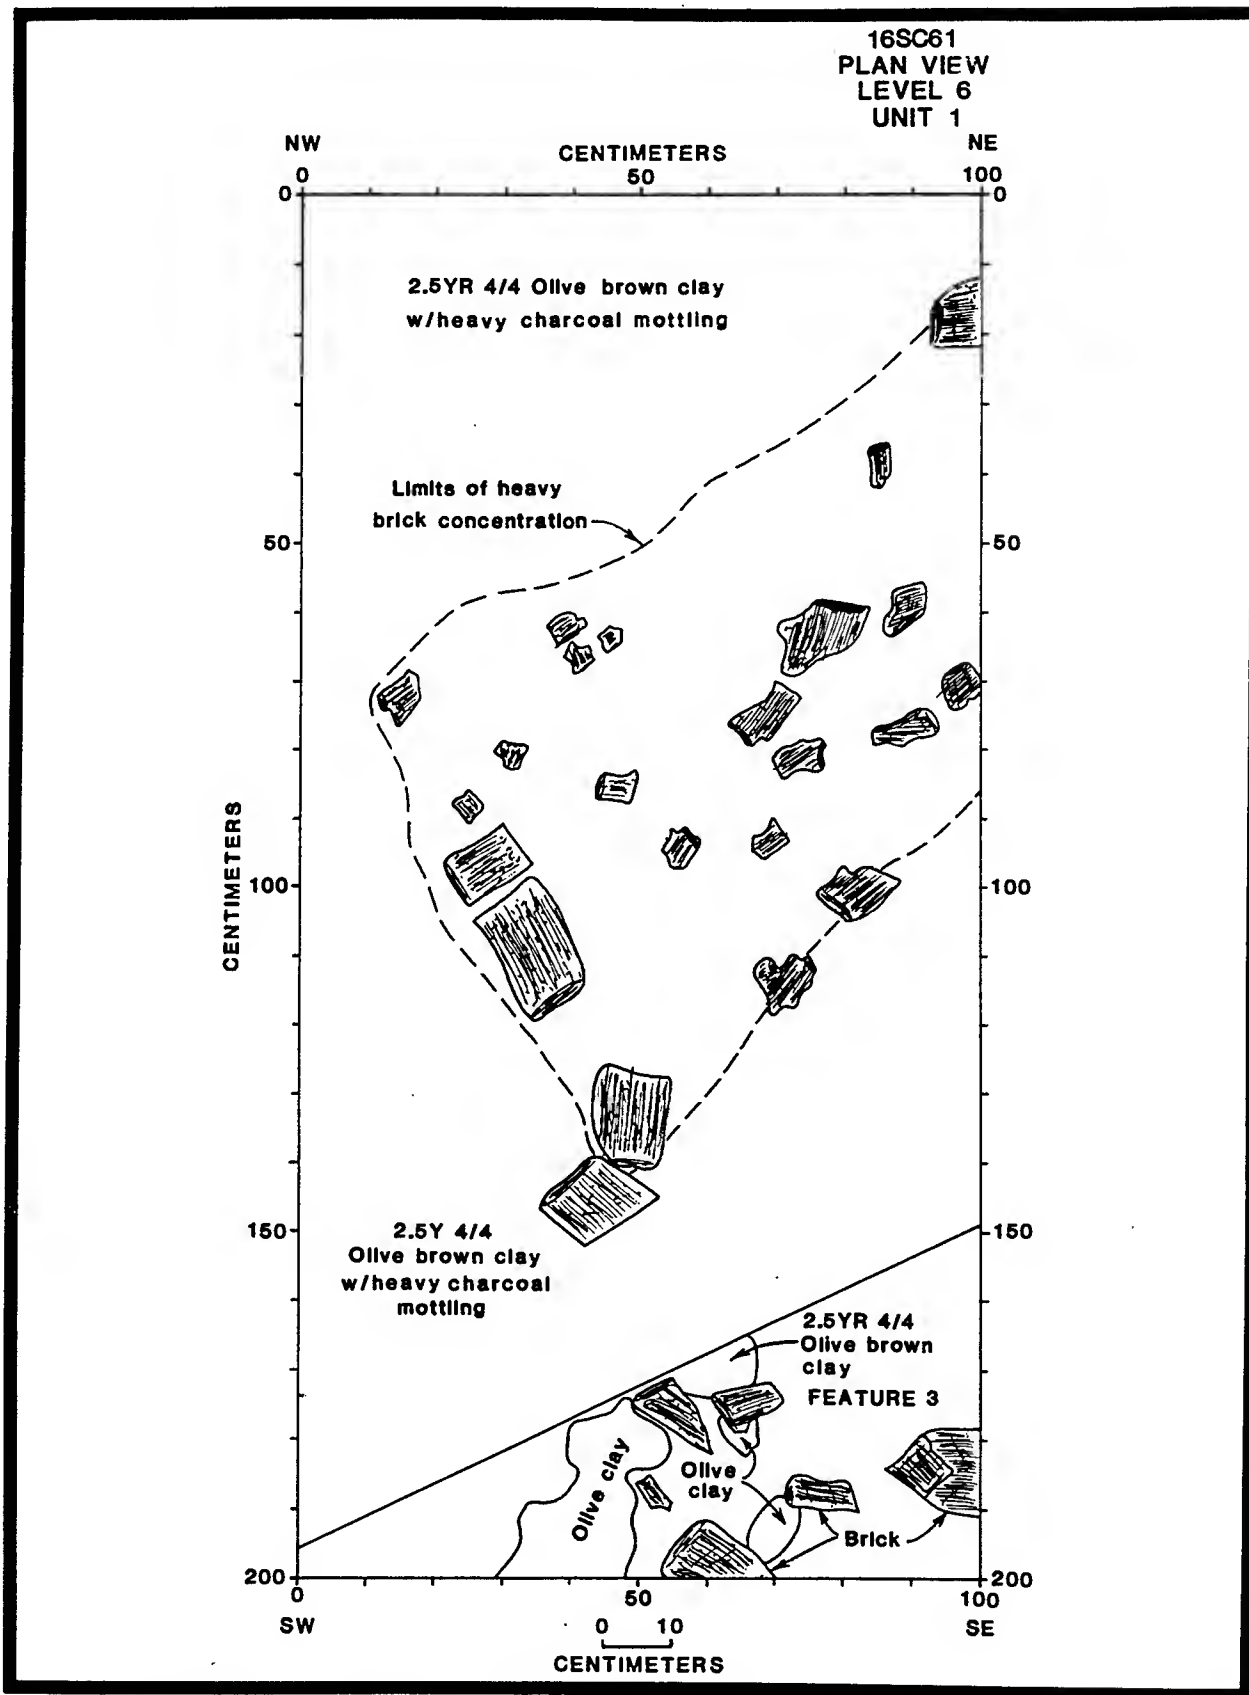 16SC61
PLAN VIEW
LEVEL 6
UNIT 1
NW
NE
CENTIMETERS
0
50
100
0
0
2.5YR 4/4 Olive brown clay
w/heavy charcoal mottling
Limits of heavy
brick concentration
50
50
CENTIMETERS
100
100
150
150
2.5Y 4/4
Olive brown clay
w/heavy charcoal
mottling
2.5YR 4/4
Olive brown
clay
FEATURE 3
Olive clay
Olive
clay
Brick
200
200
0
50
100
SW
SE
0
10
CENTIMETERS